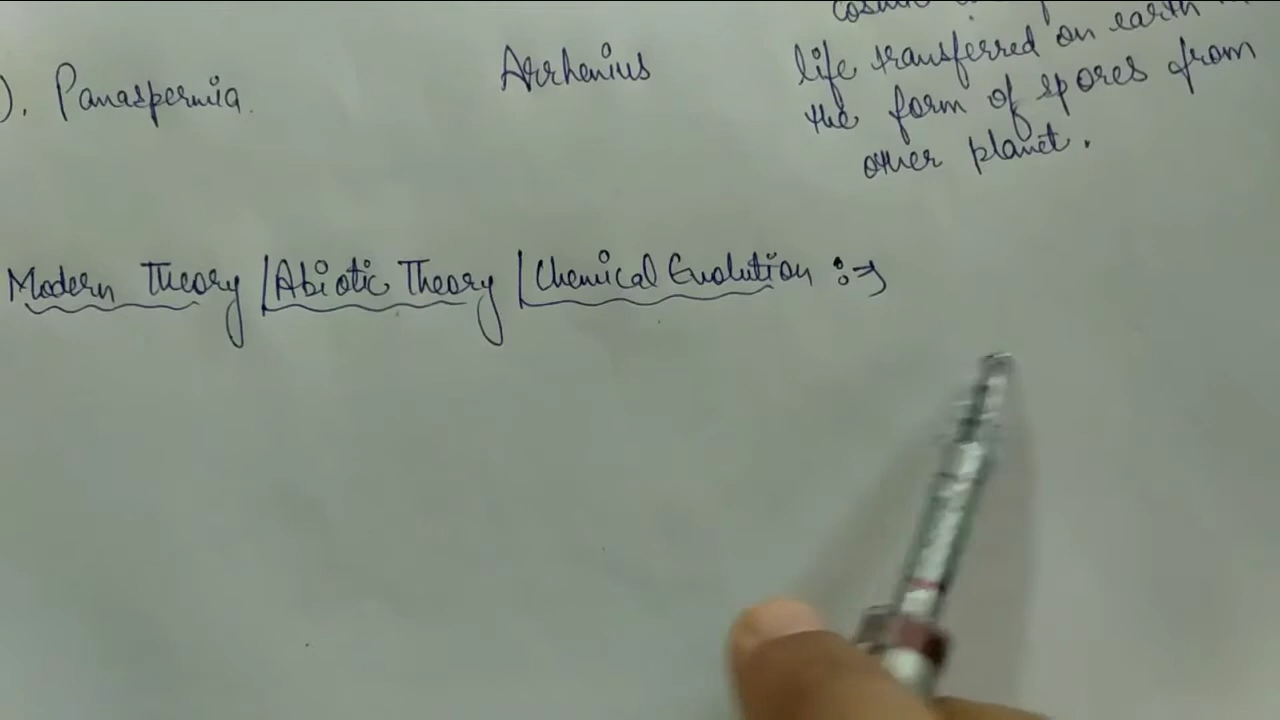 ). Panaspermia.
Arrhenius
life transferred on earth
the form of spores from
other planet.
Modern Theory | Abiotic Theory | Chemical Evolution :→